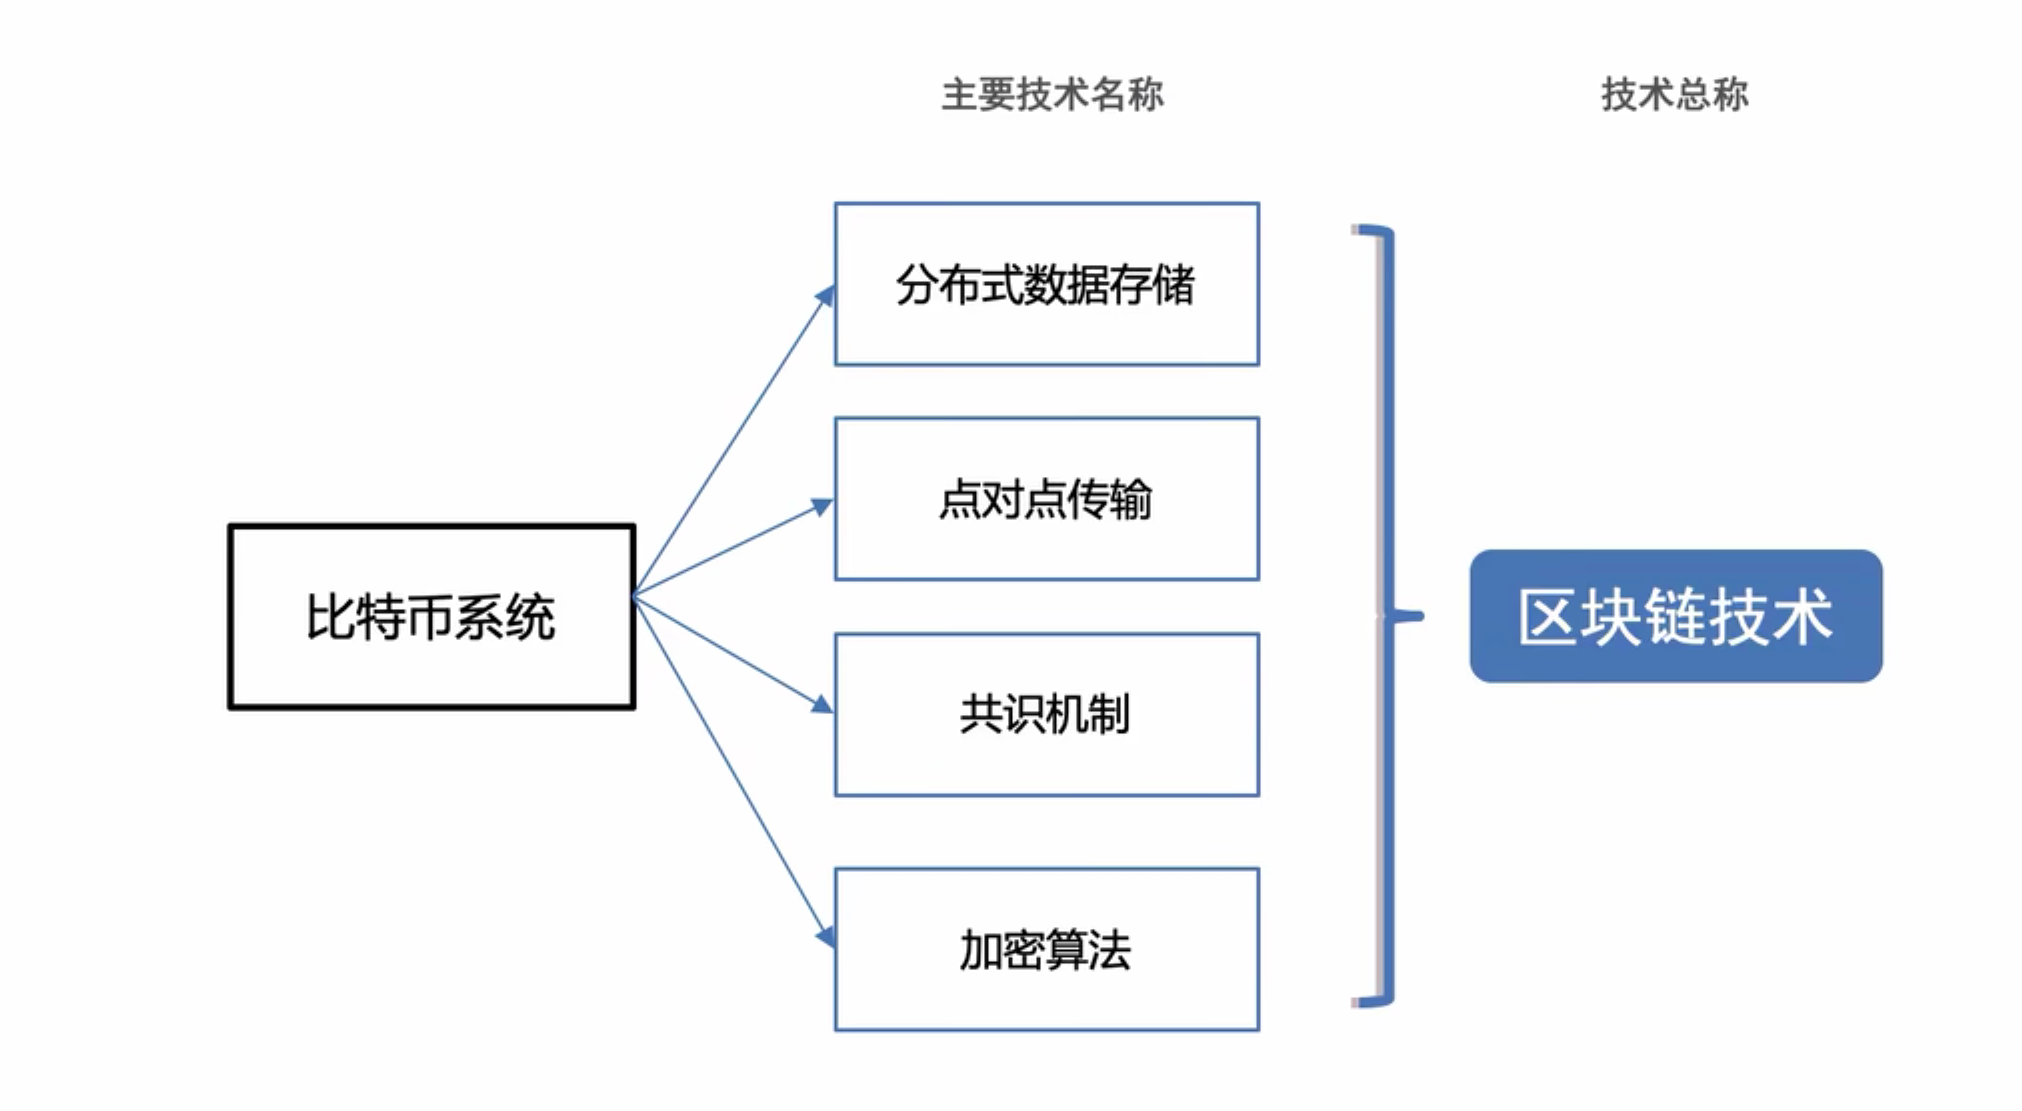 主要技术名称
技术总称
分布式数据存储
点对点传输
比特币系统
区块链技术
共识机制
加密算法